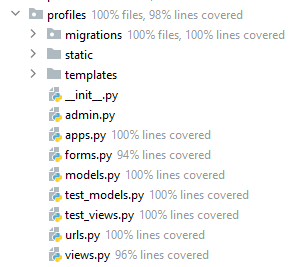 profiles 100% files, 98% lines covered
migrations 100% files, 100% lines covered
static
templates
__init__.py
admin.py
apps.py 100% lines covered
forms.py 94% lines covered
models.py 100% lines covered
test_models.py 100% lines covered
test_views.py 100% lines covered
urls.py 100% lines covered
views.py 96% lines covered